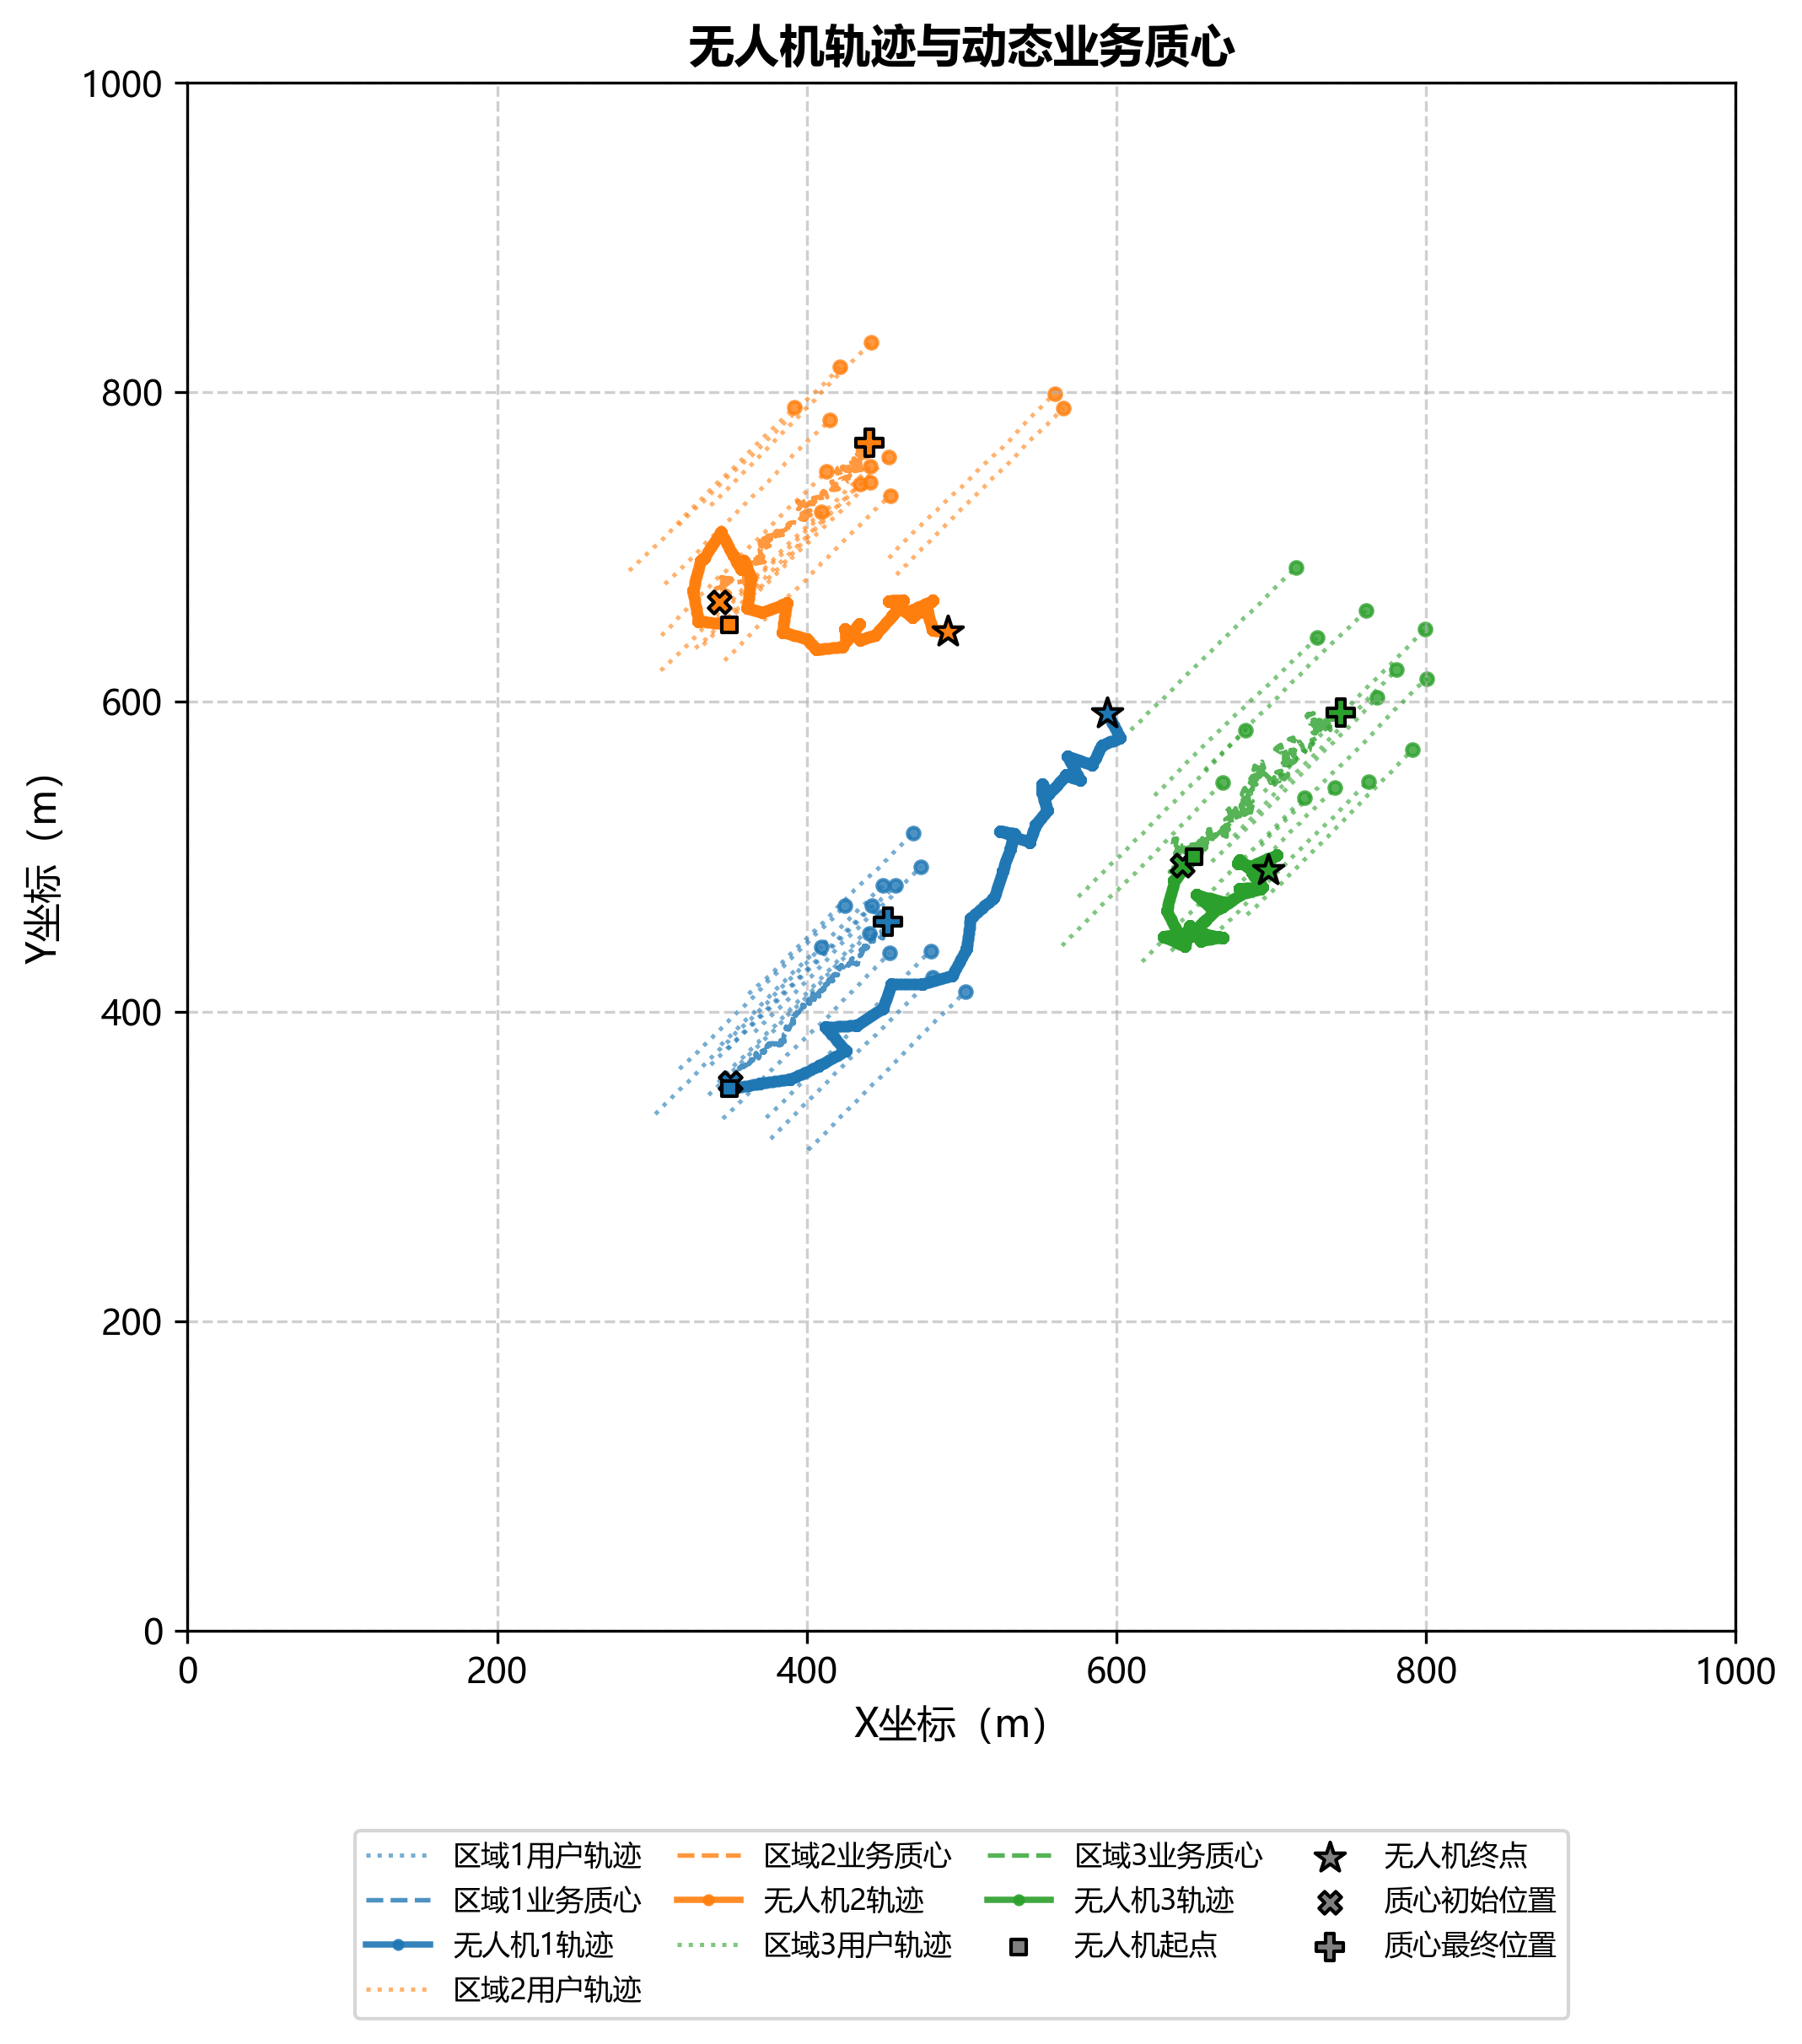 无人机轨迹与动态业务质心
1000
800
600
400
200
0
Y坐标（m）
0 200 400 600 800 1000
X坐标（m）
区域1用户轨迹 区域2业务质心 区域3业务质心 无人机终点
区域1业务质心 无人机2轨迹 无人机3轨迹 质心初始位置
无人机1轨迹 区域3用户轨迹 无人机起点 质心最终位置
区域2用户轨迹